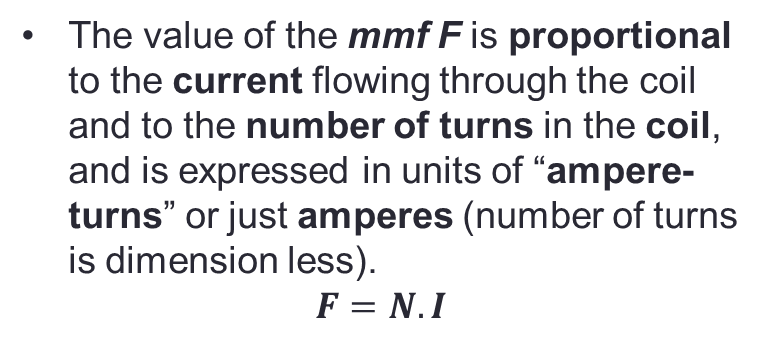 • The value of the mmf F is proportional
to the current flowing through the coil
and to the number of turns in the coil,
and is expressed in units of “ampere-
turns” or just amperes (number of turns
is dimension less).
F = N.I